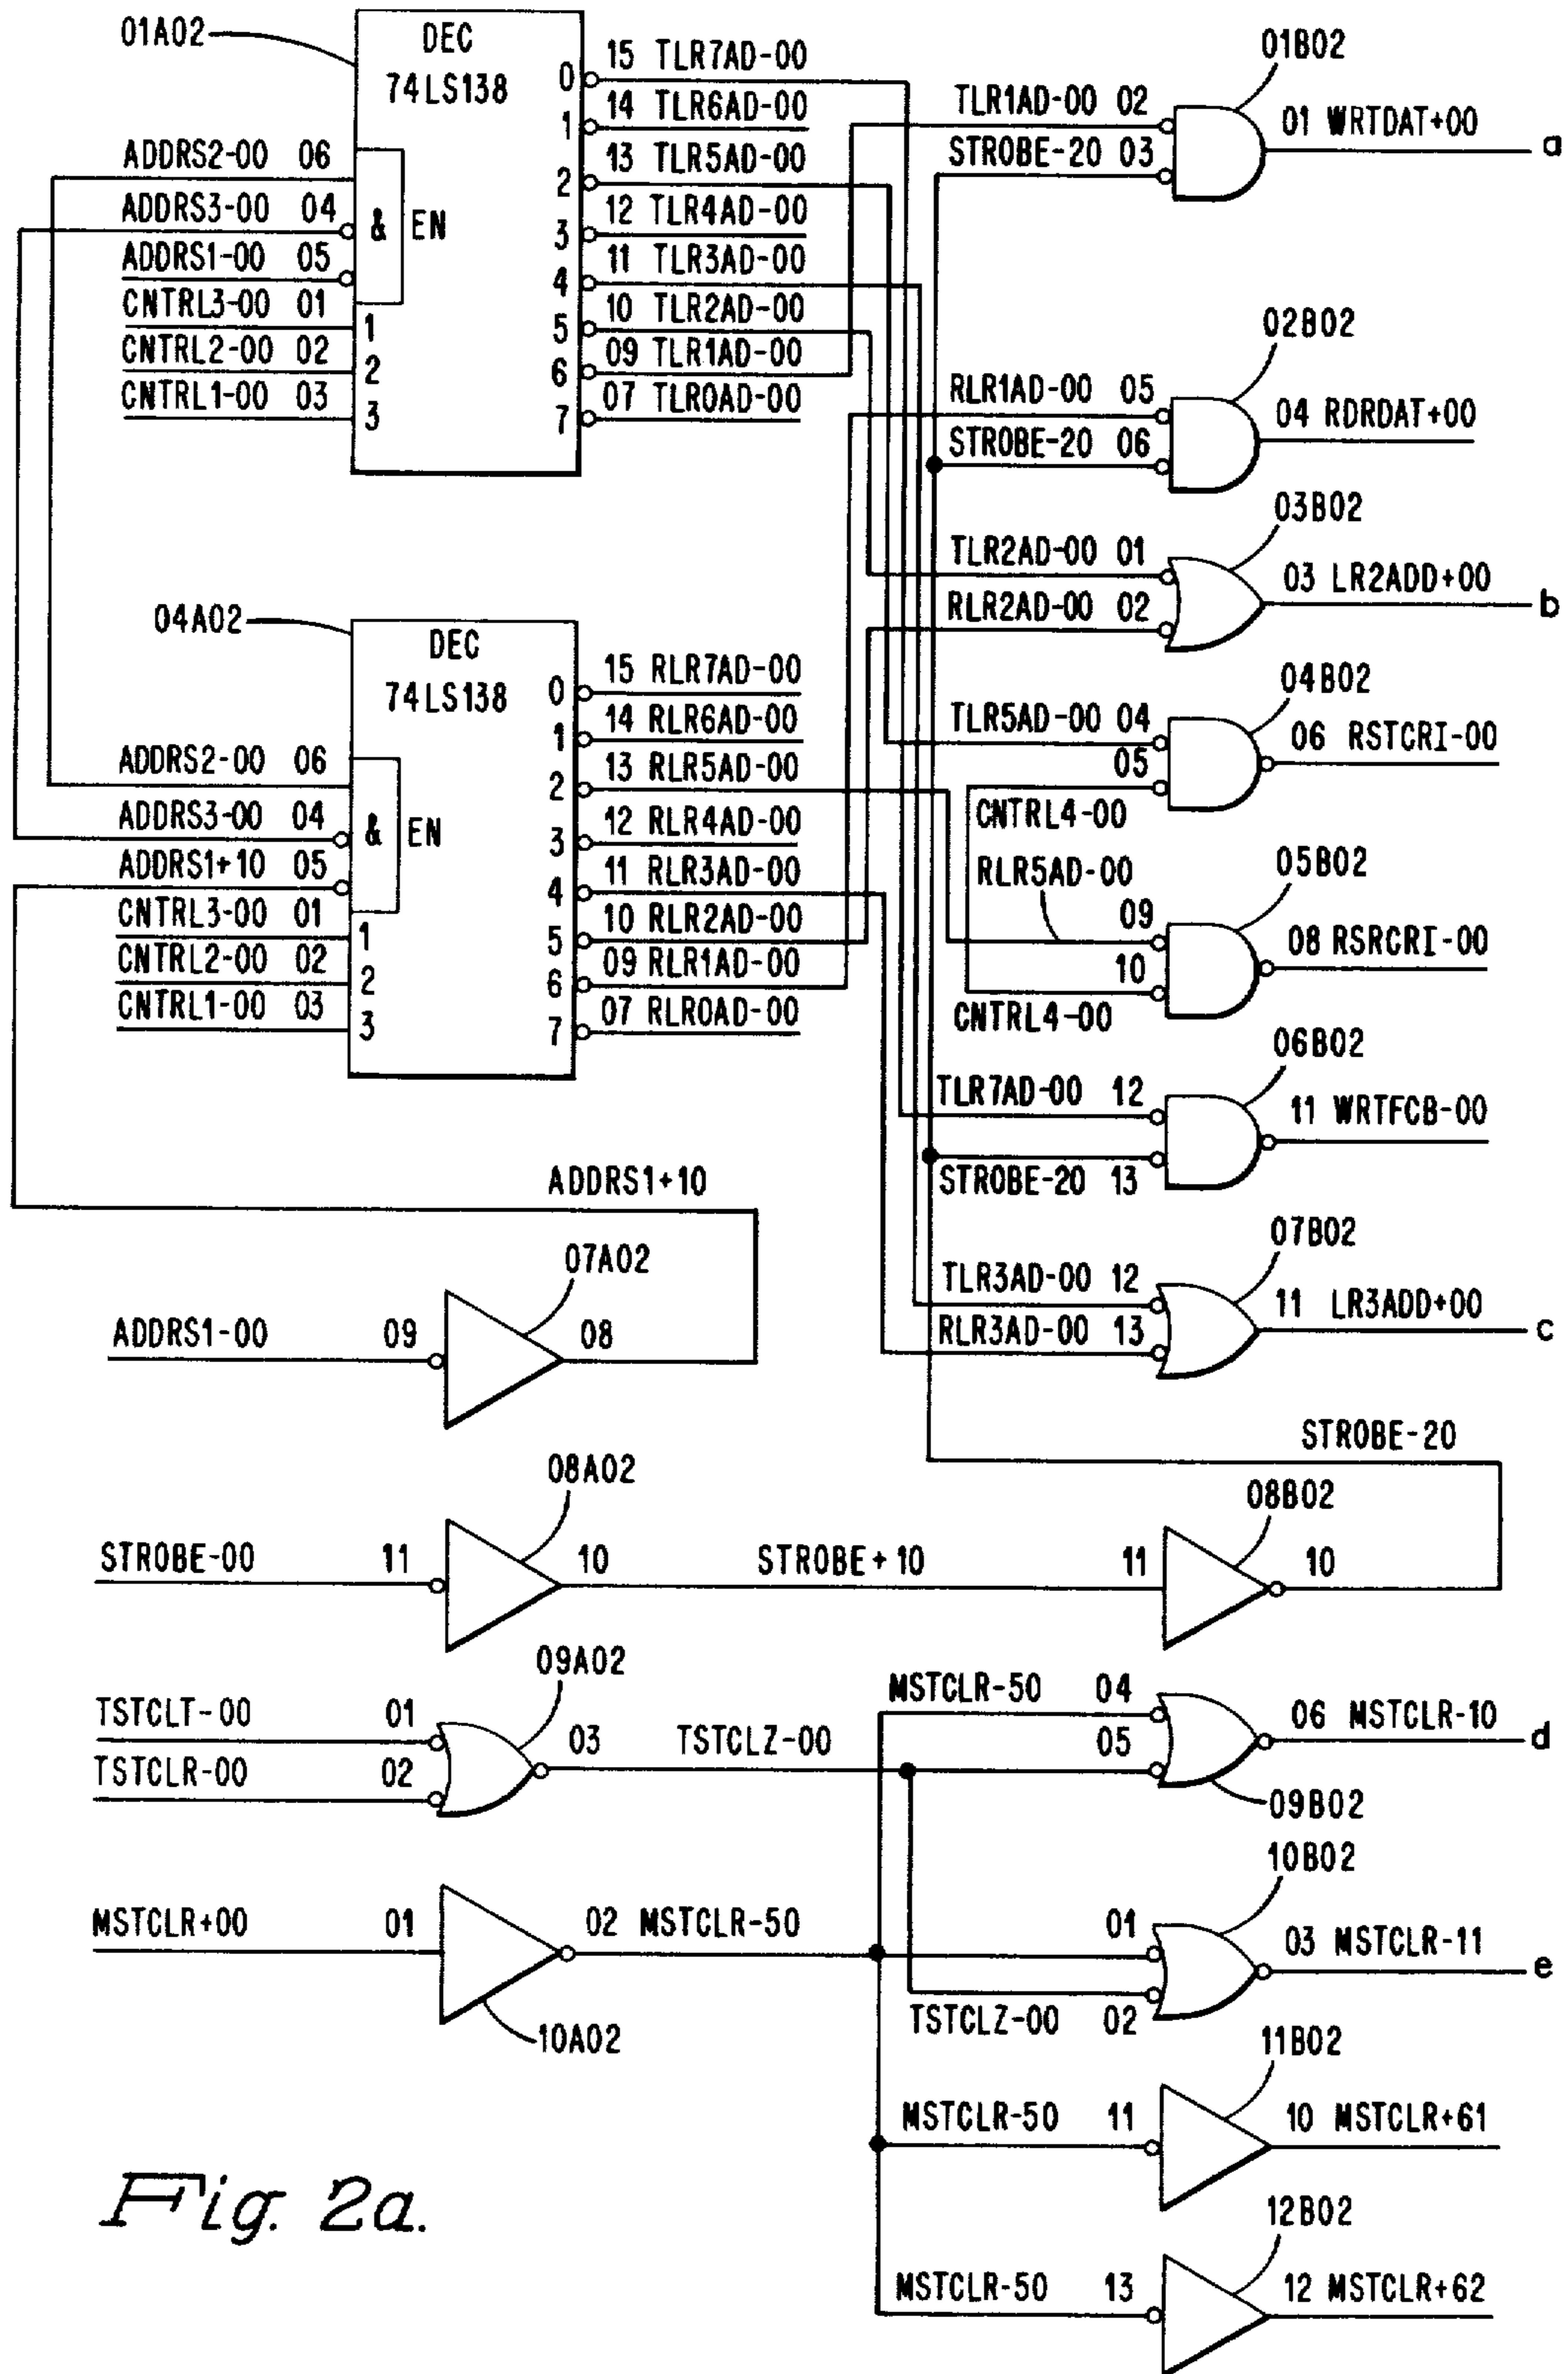 01A02
DEC
74LS138
ADDRS2-00 06
ADDRS3-00 04
ADDRS1-00 05
& EN
CNTRL3-00 01 1
CNTRL2-00 02 2
CNTRL1-00 03 3
0 15 TLR7AD-00
1 14 TLR6AD-00
2 13 TLR5AD-00
3 12 TLR4AD-00
4 11 TLR3AD-00
5 10 TLR2AD-00
6 09 TLR1AD-00
7 07 TLR0AD-00
04A02
DEC
74LS138
ADDRS2-00 06
ADDRS3-00 04
ADDRS1+10 05
& EN
CNTRL3-00 01 1
CNTRL2-00 02 2
CNTRL1-00 03 3
0 15 RLR7AD-00
1 14 RLR6AD-00
2 13 RLR5AD-00
3 12 RLR4AD-00
4 11 RLR3AD-00
5 10 RLR2AD-00
6 09 RLR1AD-00
7 07 RLR0AD-00
01B02
TLR1AD-00 02
STROBE-20 03
01 WRTDAT+00 a
02B02
RLR1AD-00 05
STROBE-20 06
04 RDRDAT+00
03B02
TLR2AD-00 01
RLR2AD-00 02
03 LR2ADD+00 b
04B02
TLR5AD-00 04
05
CNTRL4-00
06 RSTCRI-00
05B02
RLR5AD-00
09
10
CNTRL4-00
08 RSRCRI-00
06B02
TLR7AD-00 12
STROBE-20 13
11 WRTFCB-00
07B02
TLR3AD-00 12
RLR3AD-00 13
11 LR3ADD+00 c
ADDRS1+10
07A02
ADDRS1-00 09 08
STROBE-20
08A02
STROBE-00 11 10 STROBE+10
08B02
11 10
09A02
TSTCLT-00 01
TSTCLR-00 02
03 TSTCLZ-00
MSTCLR-50 04
05
06 MSTCLR-10 d
09B02
10B02
MSTCLR+00 01 02 MSTCLR-50
10A02
01
TSTCLZ-00 02
03 MSTCLR-11 e
11B02
MSTCLR-50 11 10 MSTCLR+61
12B02
MSTCLR-50 13 12 MSTCLR+62
Fig. 2a.